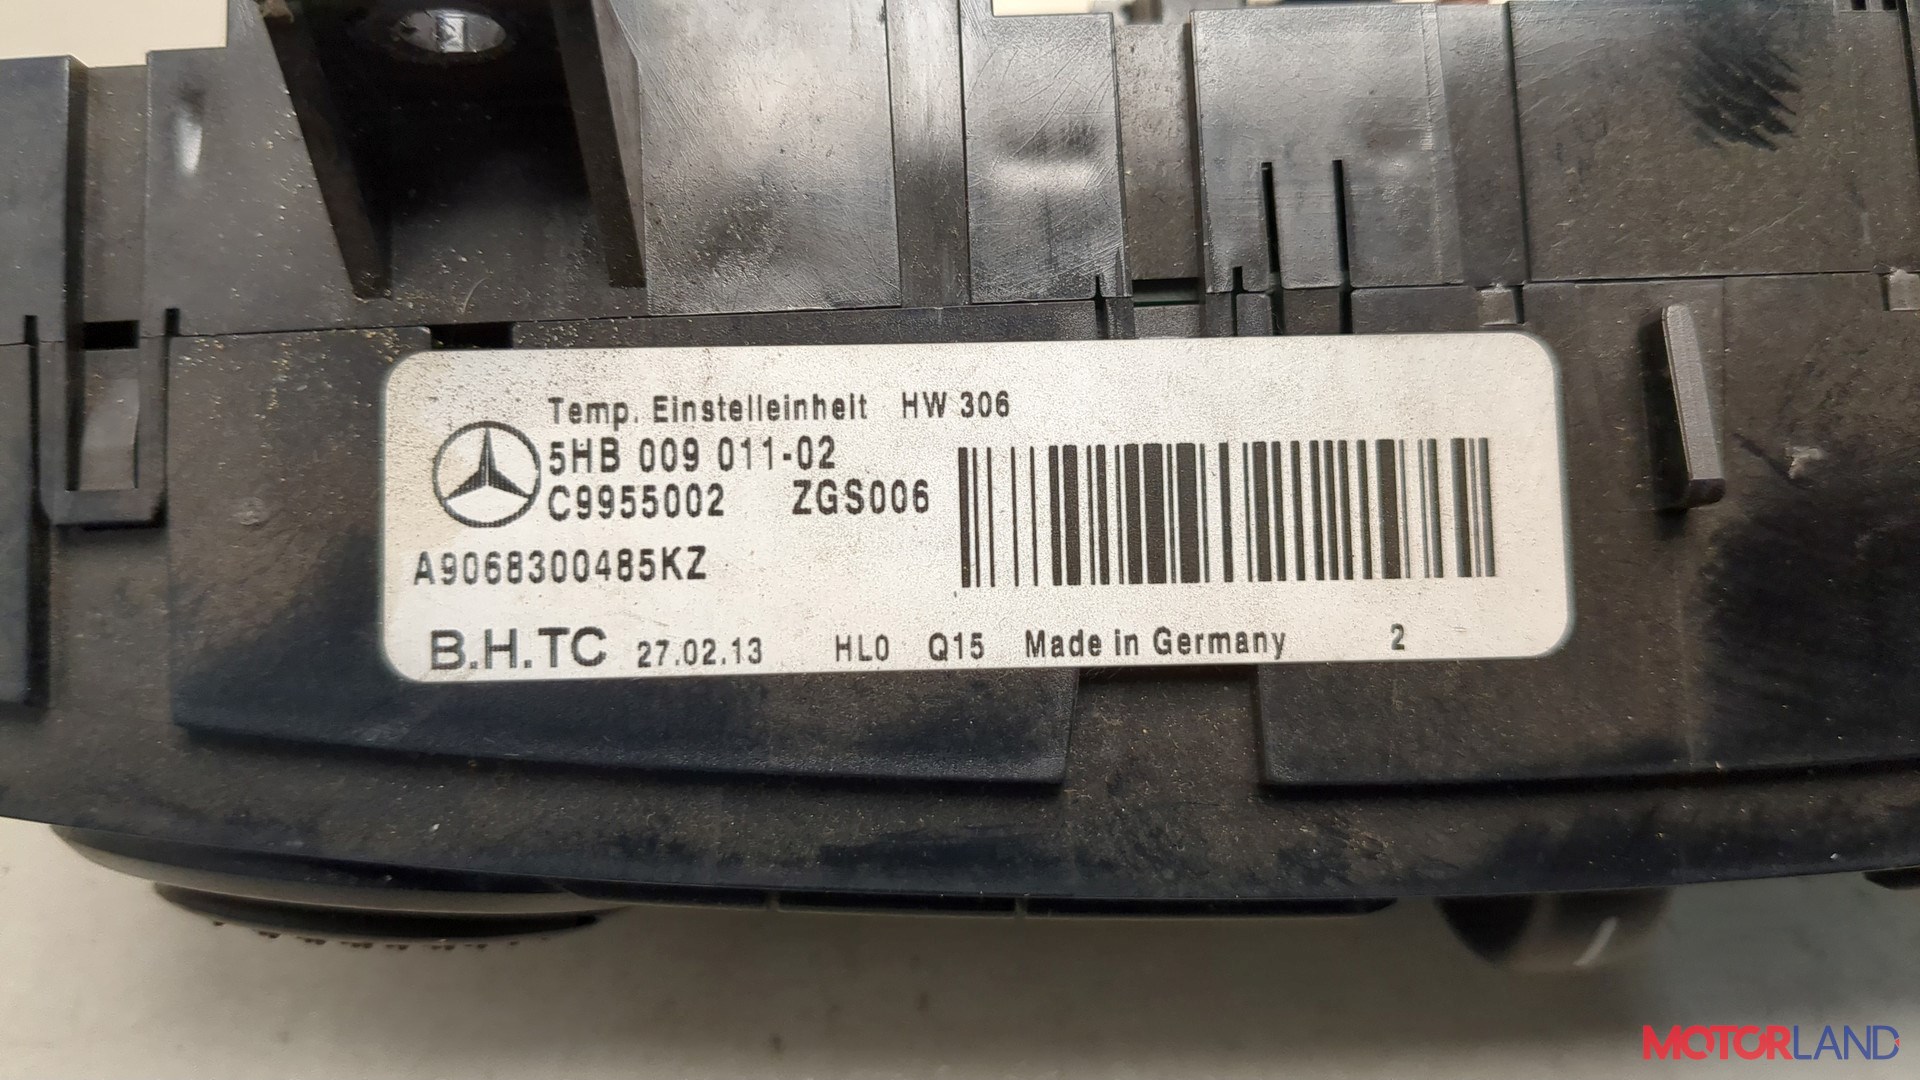 Temp. Einstelleinheit HW 306
5HB 009 011-02
C9955002 ZGS006
A9068300485KZ
B.H.TC 27.02.13 HL0 Q15 Made in Germany 2
MOTORLAND